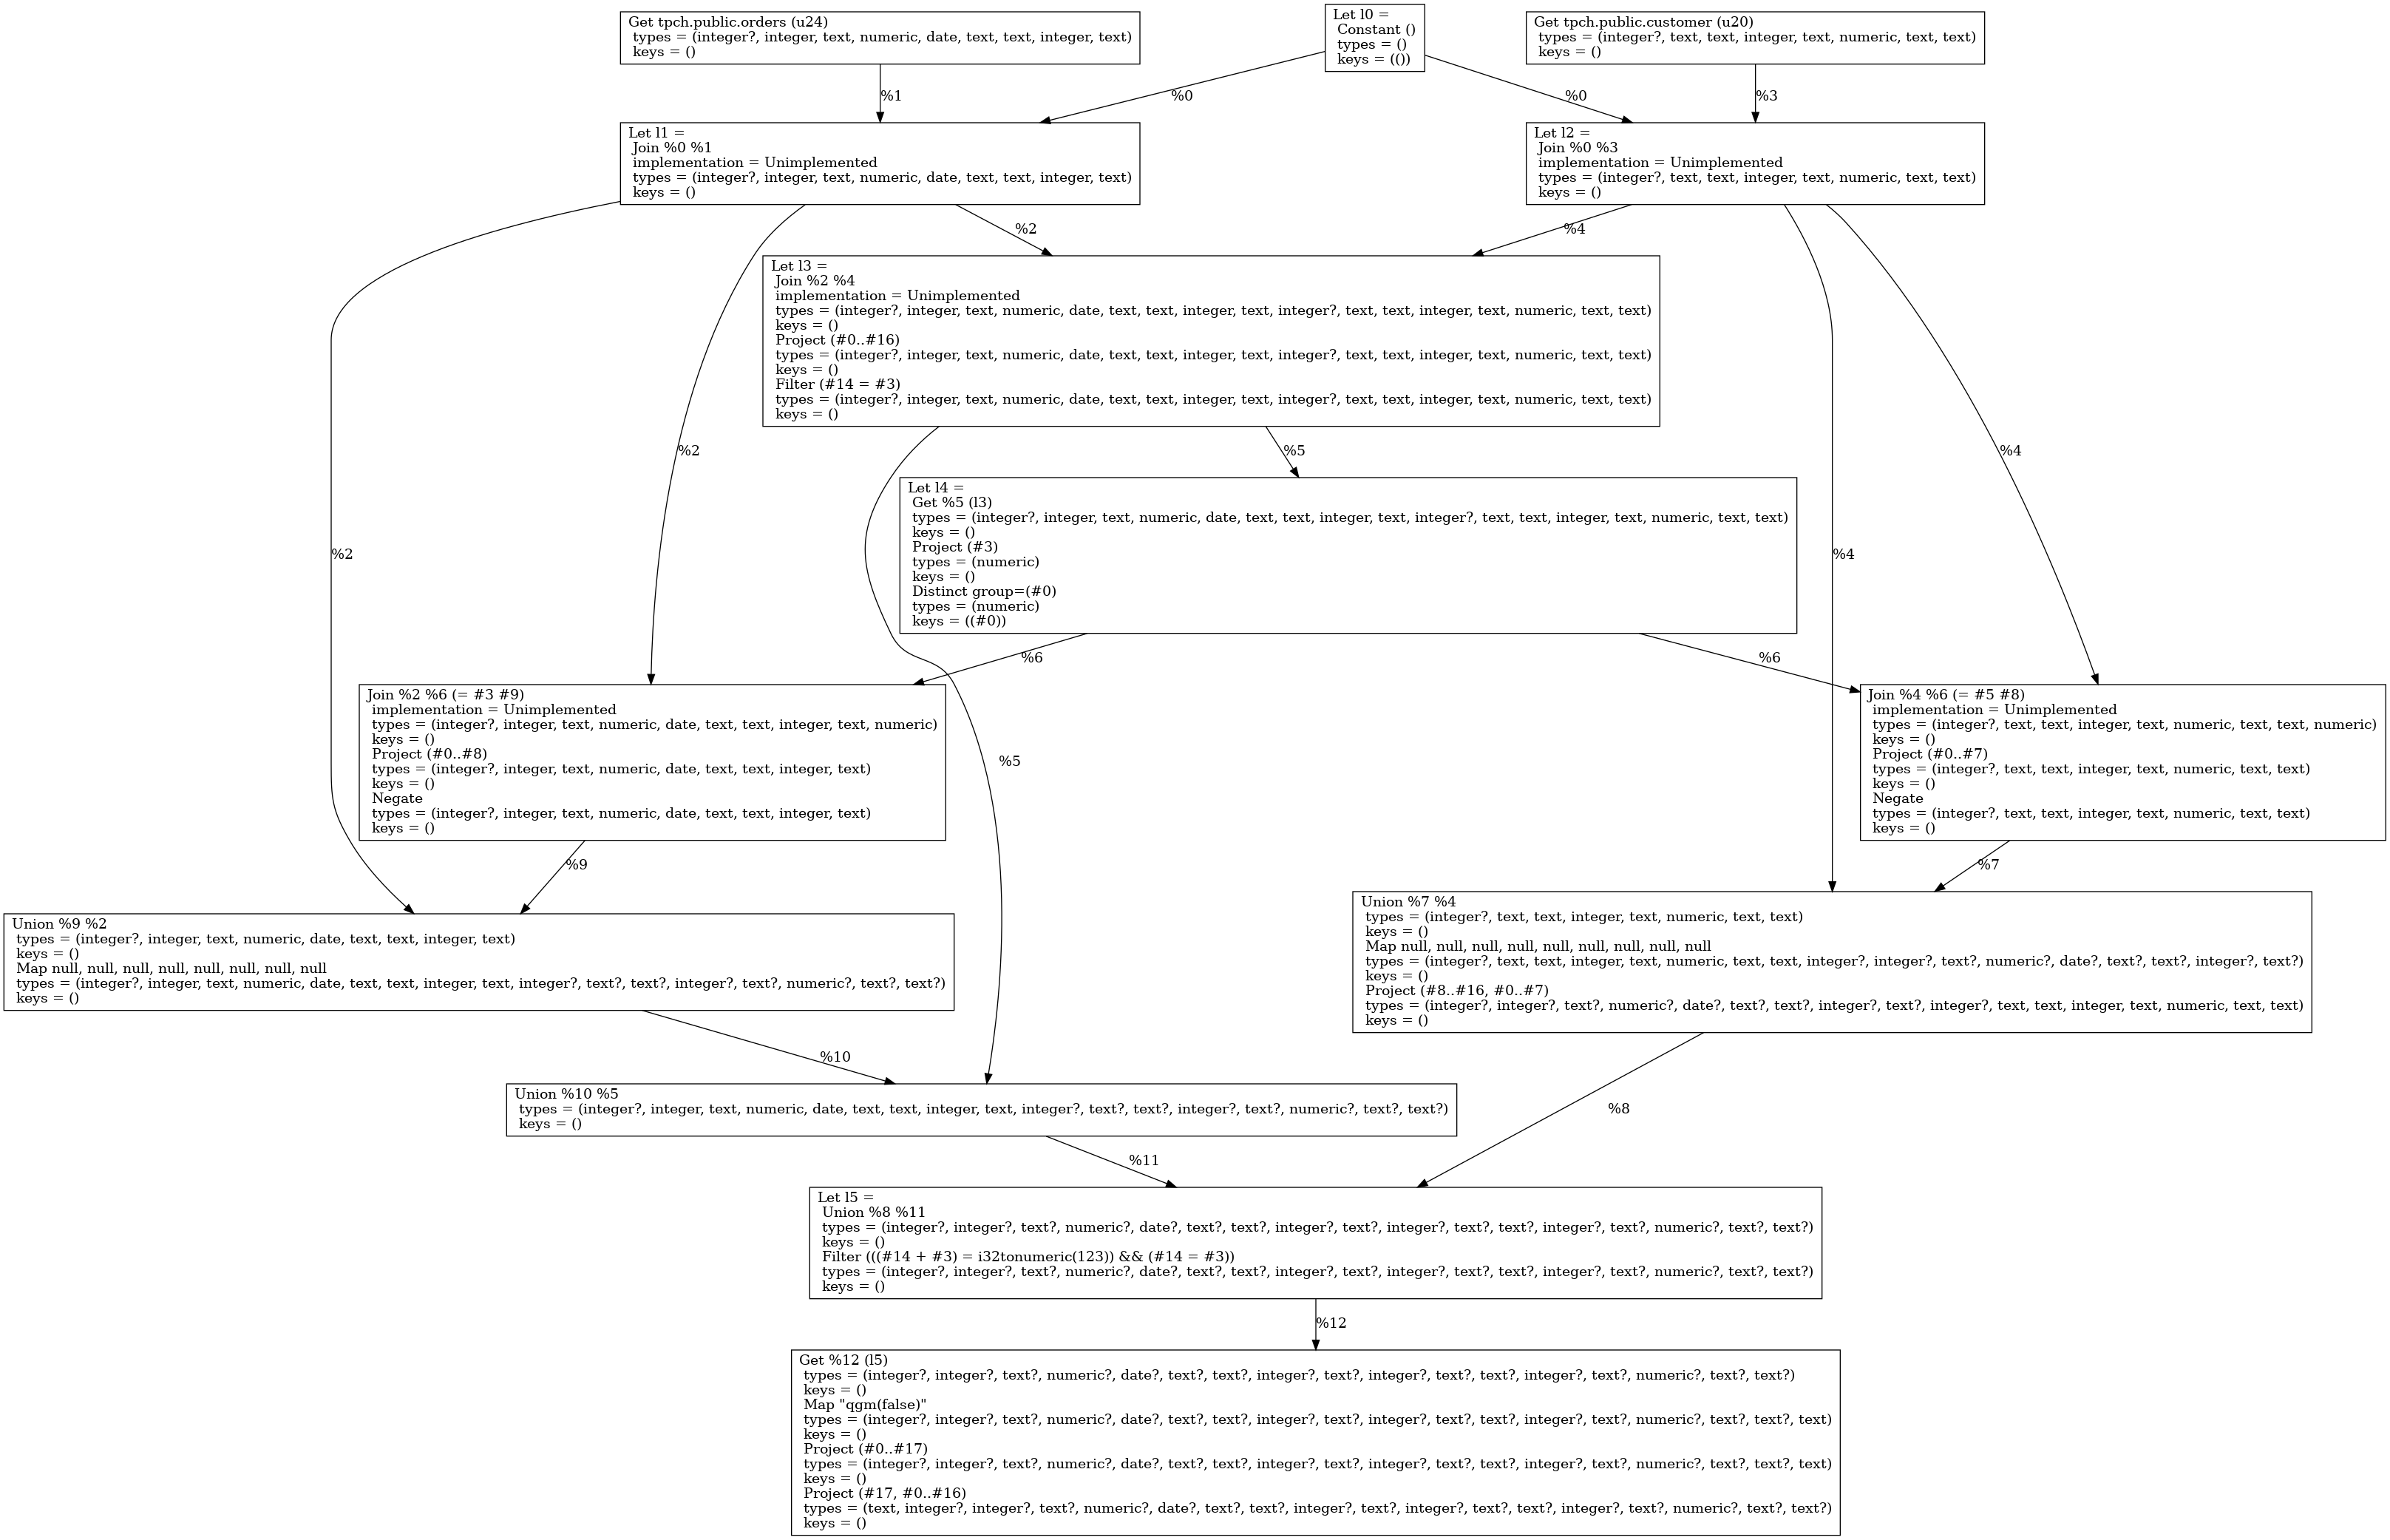 Get tpch.public.orders (u24)
types = (integer?, integer, text, numeric, date, text, text, integer, text)
keys = ()
Let l0 =
Constant ()
types = ()
keys = (())
Get tpch.public.customer (u20)
types = (integer?, text, text, integer, text, numeric, text, text)
keys = ()
%1
%0
%0
%3
Let l1 =
Join %0 %1
implementation = Unimplemented
types = (integer?, integer, text, numeric, date, text, text, integer, text)
keys = ()
Let l2 =
Join %0 %3
implementation = Unimplemented
types = (integer?, text, text, integer, text, numeric, text, text)
keys = ()
%2
%4
Let l3 =
Join %2 %4
implementation = Unimplemented
types = (integer?, integer, text, numeric, date, text, text, integer, text, integer?, text, text, integer, text, numeric, text, text)
keys = ()
Project (#0..#16)
types = (integer?, integer, text, numeric, date, text, text, integer, text, integer?, text, text, integer, text, numeric, text, text)
keys = ()
Filter (#14 = #3)
types = (integer?, integer, text, numeric, date, text, text, integer, text, integer?, text, text, integer, text, numeric, text, text)
keys = ()
%2
%5
%4
Let l4 =
Get %5 (l3)
types = (integer?, integer, text, numeric, date, text, text, integer, text, integer?, text, text, integer, text, numeric, text, text)
keys = ()
Project (#3)
types = (numeric)
keys = ()
Distinct group=(#0)
types = (numeric)
keys = ((#0))
%2
%4
%6
%6
Join %2 %6 (= #3 #9)
implementation = Unimplemented
types = (integer?, integer, text, numeric, date, text, text, integer, text, numeric)
keys = ()
Project (#0..#8)
types = (integer?, integer, text, numeric, date, text, text, integer, text)
keys = ()
Negate
types = (integer?, integer, text, numeric, date, text, text, integer, text)
keys = ()
%5
Join %4 %6 (= #5 #8)
implementation = Unimplemented
types = (integer?, text, text, integer, text, numeric, text, text, numeric)
keys = ()
Project (#0..#7)
types = (integer?, text, text, integer, text, numeric, text, text)
keys = ()
Negate
types = (integer?, text, text, integer, text, numeric, text, text)
keys = ()
%9
%7
Union %9 %2
types = (integer?, integer, text, numeric, date, text, text, integer, text)
keys = ()
Map null, null, null, null, null, null, null, null
types = (integer?, integer, text, numeric, date, text, text, integer, text, integer?, text?, text?, integer?, text?, numeric?, text?, text?)
keys = ()
Union %7 %4
types = (integer?, text, text, integer, text, numeric, text, text)
keys = ()
Map null, null, null, null, null, null, null, null, null
types = (integer?, text, text, integer, text, numeric, text, text, integer?, integer?, text?, numeric?, date?, text?, text?, integer?, text?)
keys = ()
Project (#8..#16, #0..#7)
types = (integer?, integer?, text?, numeric?, date?, text?, text?, integer?, text?, integer?, text, text, integer, text, numeric, text, text)
keys = ()
%10
Union %10 %5
types = (integer?, integer, text, numeric, date, text, text, integer, text, integer?, text?, text?, integer?, text?, numeric?, text?, text?)
keys = ()
%8
%11
Let l5 =
Union %8 %11
types = (integer?, integer?, text?, numeric?, date?, text?, text?, integer?, text?, integer?, text?, text?, integer?, text?, numeric?, text?, text?)
keys = ()
Filter (((#14 + #3) = i32tonumeric(123)) && (#14 = #3))
types = (integer?, integer?, text?, numeric?, date?, text?, text?, integer?, text?, integer?, text?, text?, integer?, text?, numeric?, text?, text?)
keys = ()
%12
Get %12 (l5)
types = (integer?, integer?, text?, numeric?, date?, text?, text?, integer?, text?, integer?, text?, text?, integer?, text?, numeric?, text?, text?)
keys = ()
Map "qgm(false)"
types = (integer?, integer?, text?, numeric?, date?, text?, text?, integer?, text?, integer?, text?, text?, integer?, text?, numeric?, text?, text?, text)
keys = ()
Project (#0..#17)
types = (integer?, integer?, text?, numeric?, date?, text?, text?, integer?, text?, integer?, text?, text?, integer?, text?, numeric?, text?, text?, text)
keys = ()
Project (#17, #0..#16)
types = (text, integer?, integer?, text?, numeric?, date?, text?, text?, integer?, text?, integer?, text?, text?, integer?, text?, numeric?, text?, text?)
keys = ()